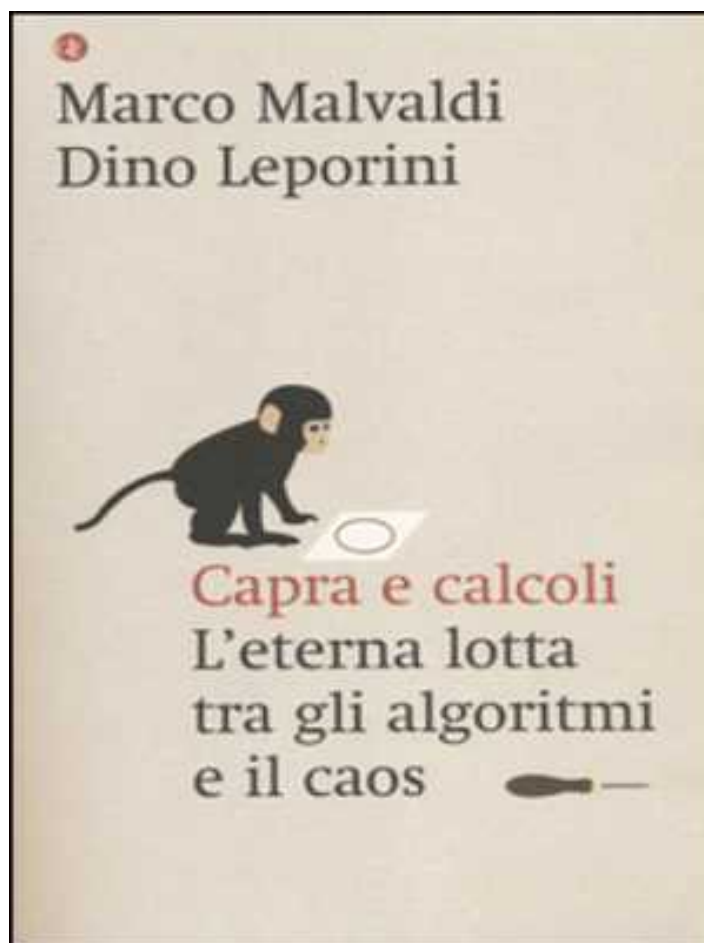 Marco Malvaldi
Dino Leporini
Capra e calcoli
L'eterna lotta
tra gli algoritmi
e il caos